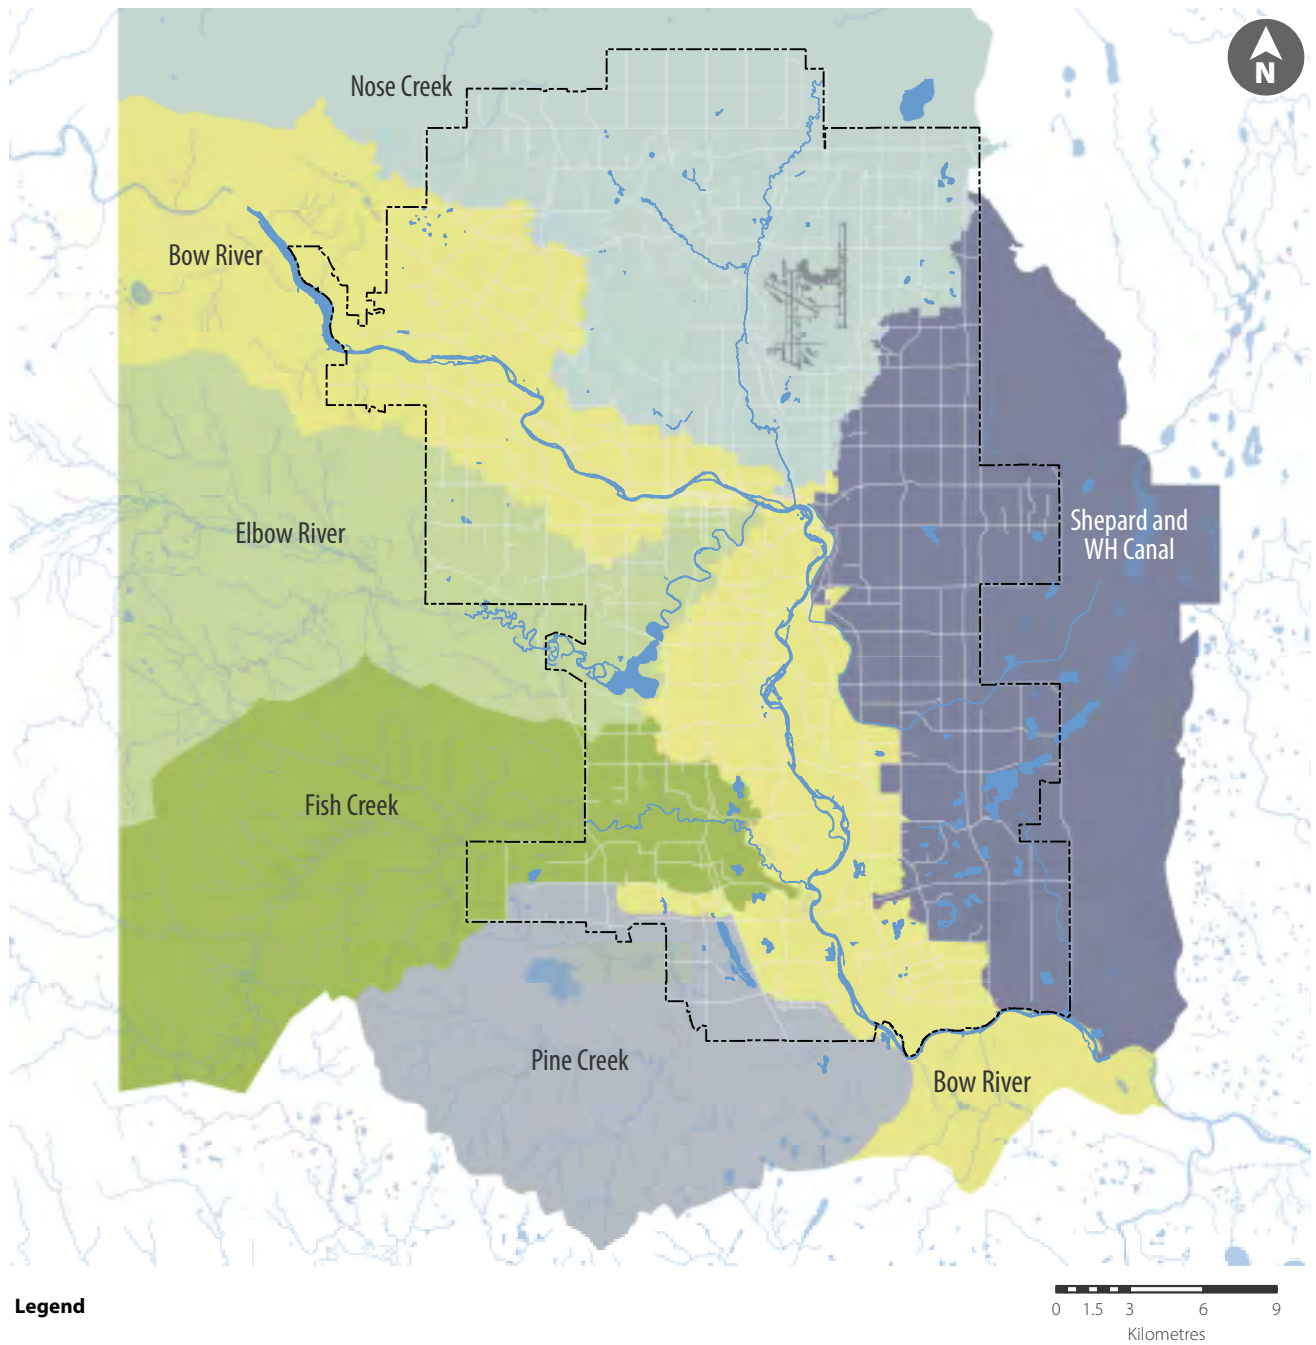 N
Nose Creek
Bow River
Elbow River
Shepard and
WH Canal
Fish Creek
Pine Creek
Bow River
Legend
0 1.5 3 6 9
Kilometres